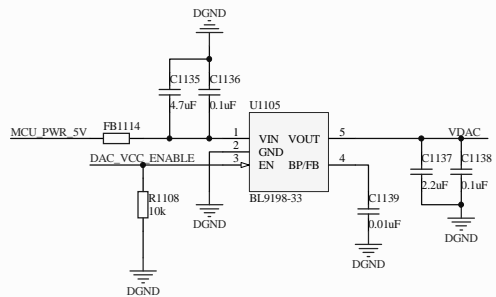 DGND
C1135
C1136
4.7uF
0.1uF
U1105
FB1114
MCU_PWR_5V
1
VIN
VOUT
5
VDAC
2
GND
DAC_VCC_ENABLE
3
EN
BP/FB
4
C1137
C1138
2.2uF
0.1uF
R1108
10k
BL9198-33
C1139
0.01uF
DGND
DGND
DGND
DGND